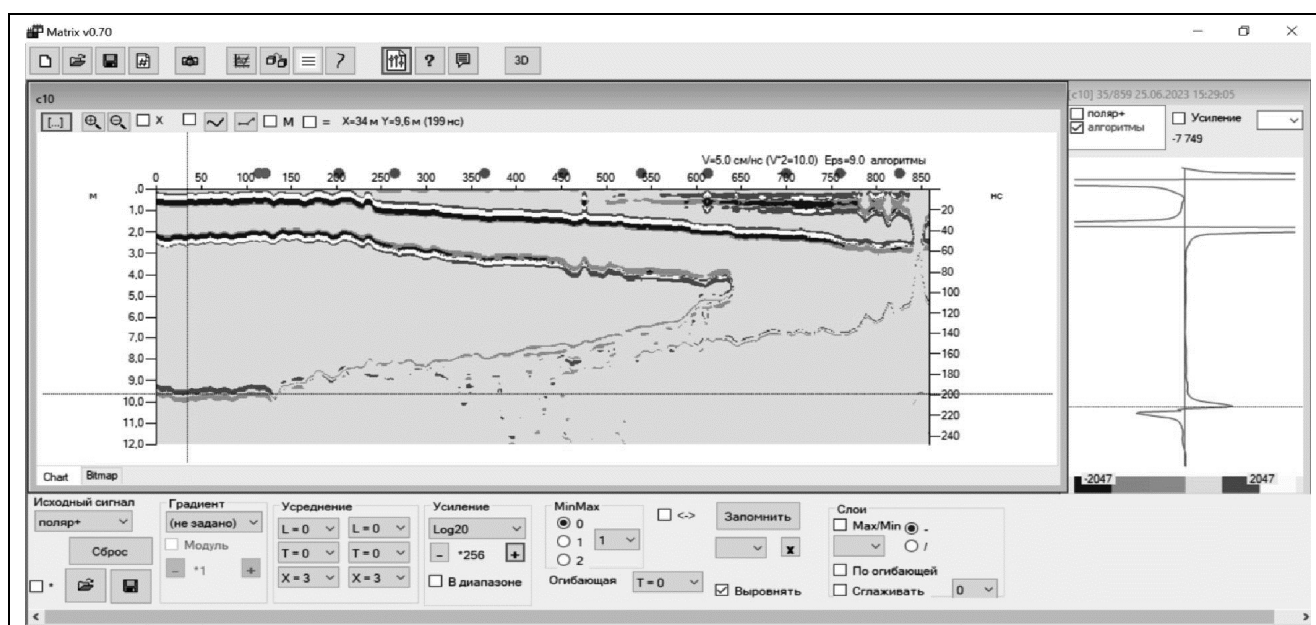 Matrix v0.70
3D
c10
[...] X M = X=34 м Y=9,6 м (199 нс)
V=5.0 см/нс (V^2=10.0) Eps=9.0 алгоритмы
0 50 100 150 200 250 300 350 400 450 500 550 600 650 700 750 800 850
м
нс
,0
1,0
2,0
3,0
4,0
5,0
6,0
7,0
8,0
9,0
10,0
11,0
12,0
20
40
60
80
100
120
140
160
180
200
220
240
Chart Bitmap
[c10] 35/859 25.06.2023 15:29:05
поляр+
алгоритмы
Усиление
-7 749
-2047 2047
Исходный сигнал
поляр+
Сброс
*
Градиент
(не задано)
Модуль
- *1 +
Усреднение
L = 0 L = 0
T = 0 T = 0
X = 3 X = 3
Усиление
Log20
- *256 +
В диапазоне
MinMax
0
1 1
2
Огибающая T = 0
<->
Запомнить
x
Выровнять
Слои
Max/Min -
/
По огибающей
Сглаживать 0